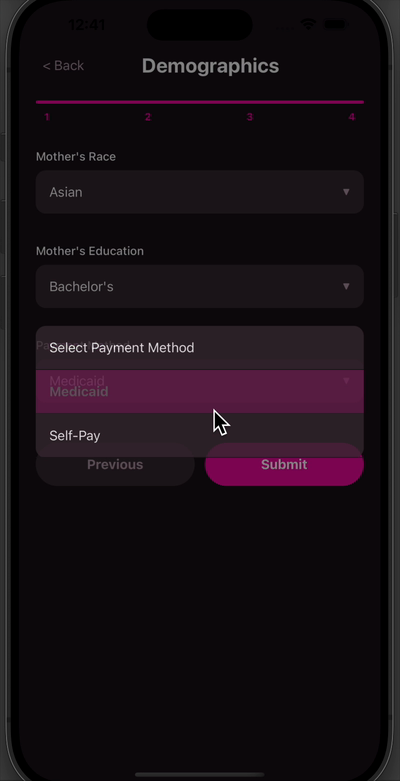 12:41
< Back
Demographics
1 2 3 4
Mother's Race
Asian
Mother's Education
Bachelor's
Select Payment Method
Medicaid
Medicaid
Self-Pay
Previous
Submit